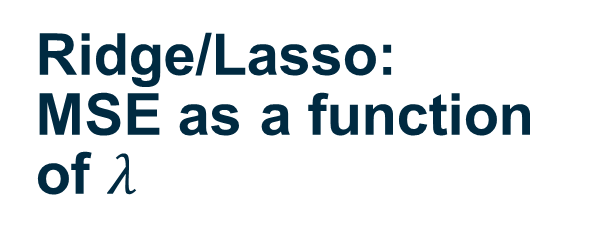 Ridge/Lasso:
MSE as a function
of λ